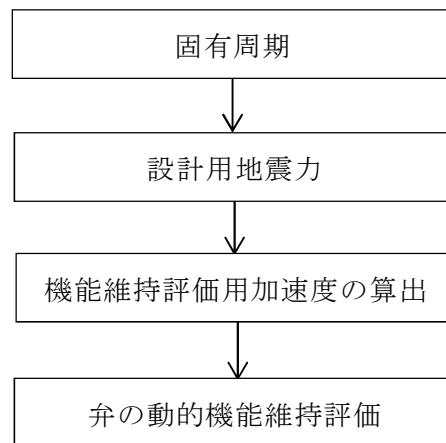 固有周期
設計用地震力
機能維持評価用加速度の算出
弁の動的機能維持評価